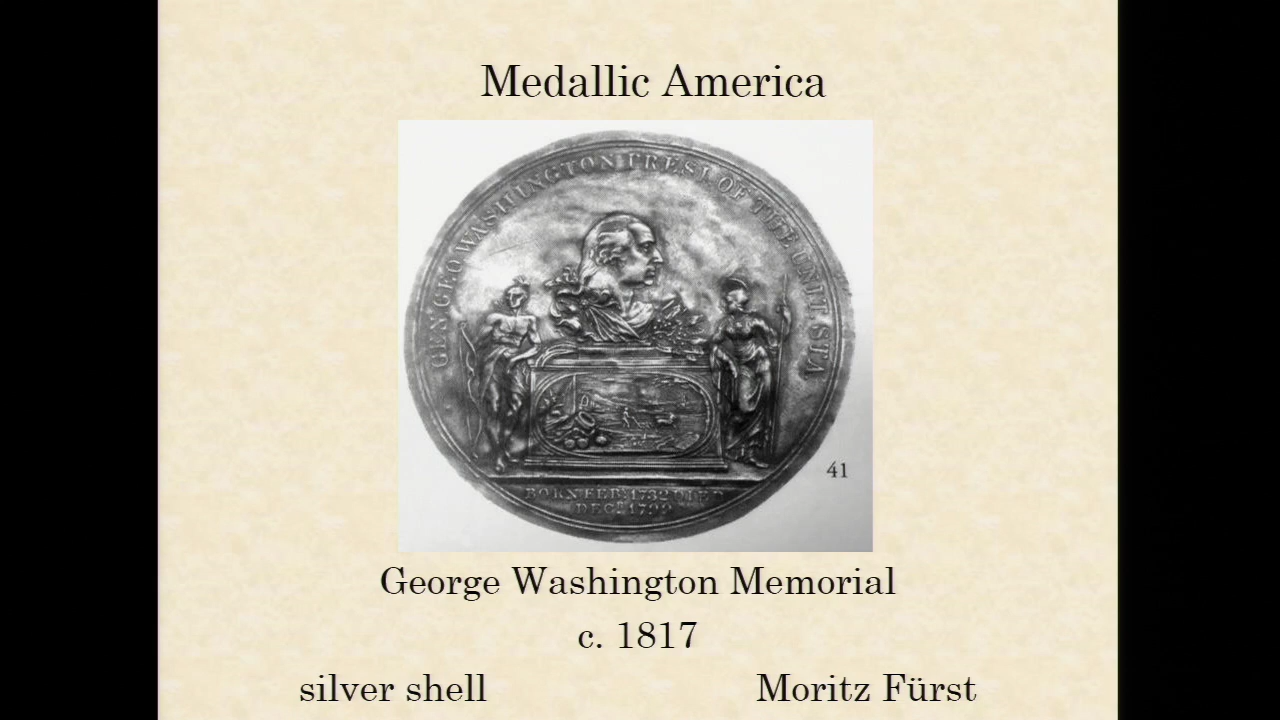 Medallic America
GEN. GEO. WASHINGTON PRESI. OF THE UNIT. STA
BORN FEB. 1732 DIED
DEC. 1799
41
George Washington Memorial
c. 1817
silver shell Moritz Fürst